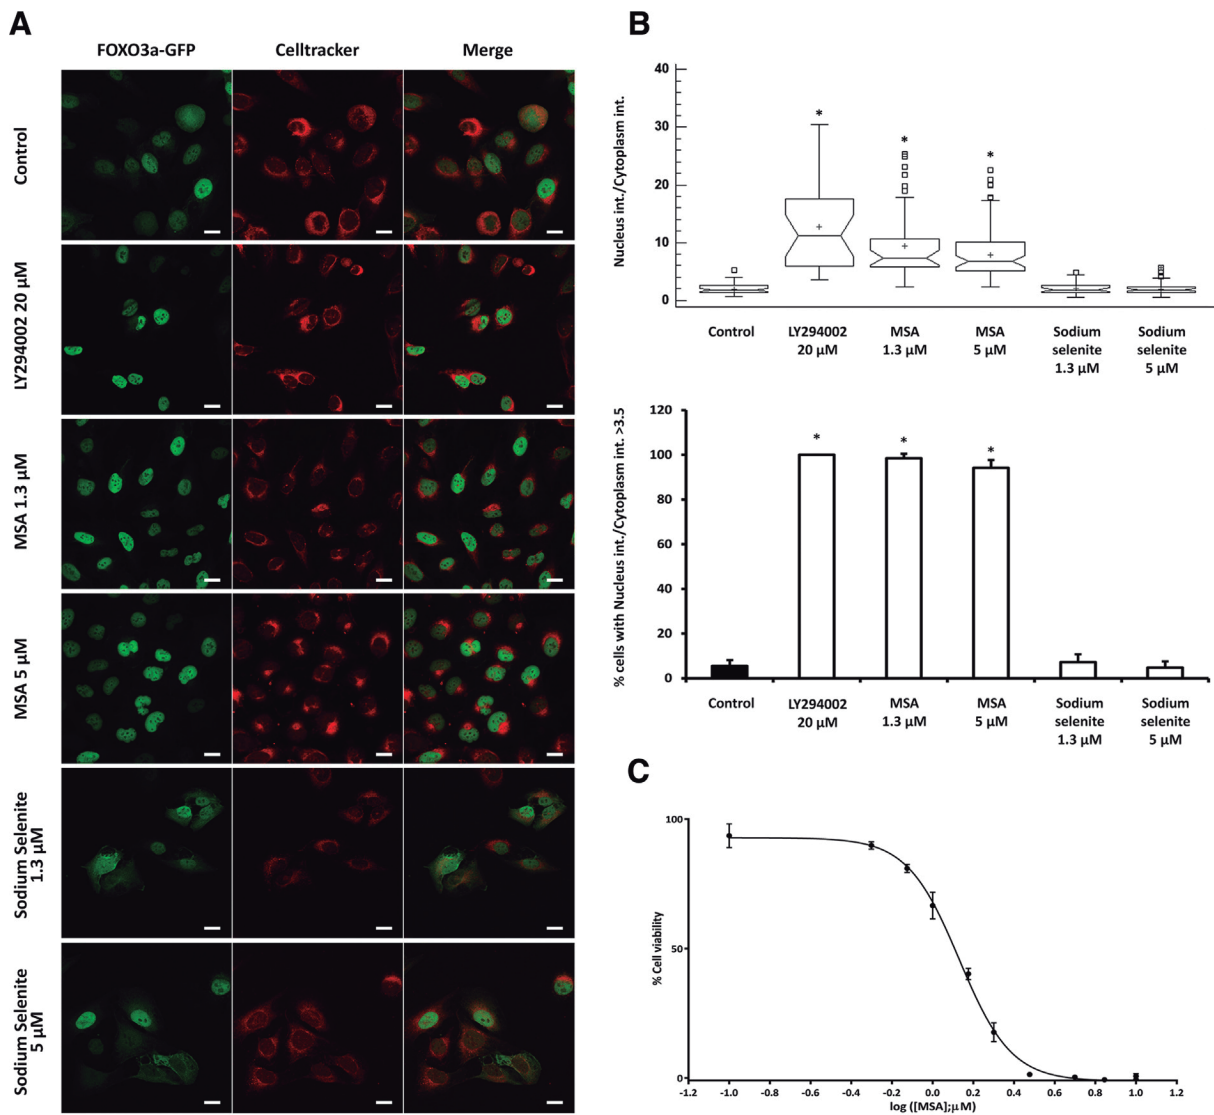 A
FOXO3a-GFP
Celltracker
Merge
Control
LY294002 20 µM
MSA 1.3 µM
MSA 5 µM
Sodium Selenite
1.3 µM
Sodium Selenite
5 µM
B
Nucleus int./Cytoplasm int.
40
30
20
10
0
*
*
*
Control
LY294002
20 µM
MSA
1.3 µM
MSA
5 µM
Sodium
selenite
1.3 µM
Sodium
selenite
5 µM
% cells with Nucleus int./Cytoplasm int. >3.5
120
100
80
60
40
20
0
*
*
*
Control
LY294002
20 µM
MSA
1.3 µM
MSA
5 µM
Sodium
selenite
1.3 µM
Sodium
selenite
5 µM
C
% Cell viability
100
50
0
-1.2 -1.0 -0.8 -0.6 -0.4 -0.2 0.0 0.2 0.4 0.6 0.8 1.0 1.2
log ([MSA];µM)